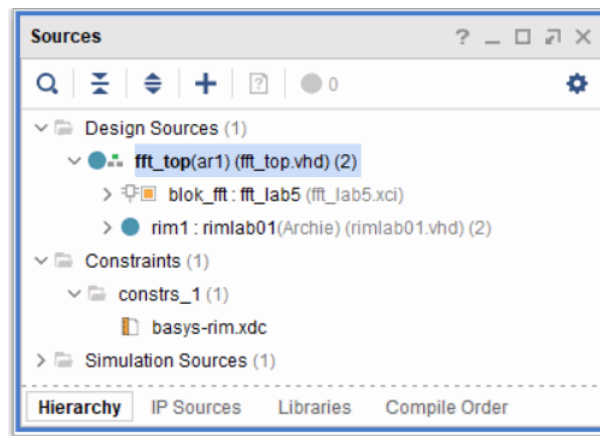 Sources ? _ □ ↗ ×
0
Design Sources (1)
fft_top(ar1) (fft_top.vhd) (2)
blok_fft : fft_lab5 (fft_lab5.xci)
rim1 : rimlab01(Archie) (rimlab01.vhd) (2)
Constraints (1)
constrs_1 (1)
basys-rim.xdc
Simulation Sources (1)
Hierarchy IP Sources Libraries Compile Order